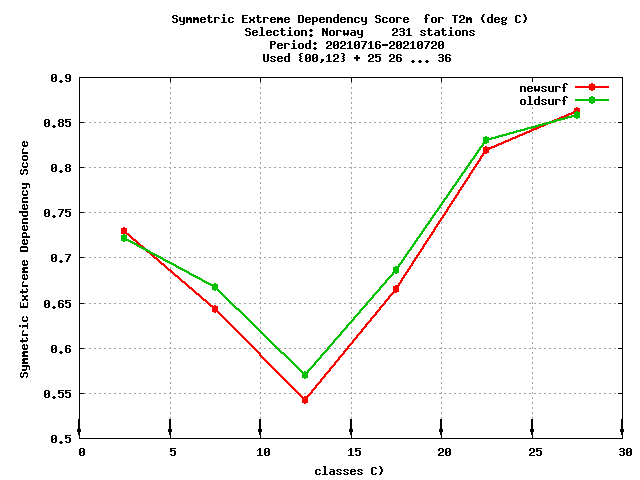 Symmetric Extreme Dependency Score  for T2m (deg C)
Selection: Norway    231 stations
Period: 20210716-20210720
Used {00,12} + 25 26 ... 36
newsurf
oldsurf
Symmetric Extreme Dependency Score
0.9
0.85
0.8
0.75
0.7
0.65
0.6
0.55
0.5
0 5 10 15 20 25 30
classes C)